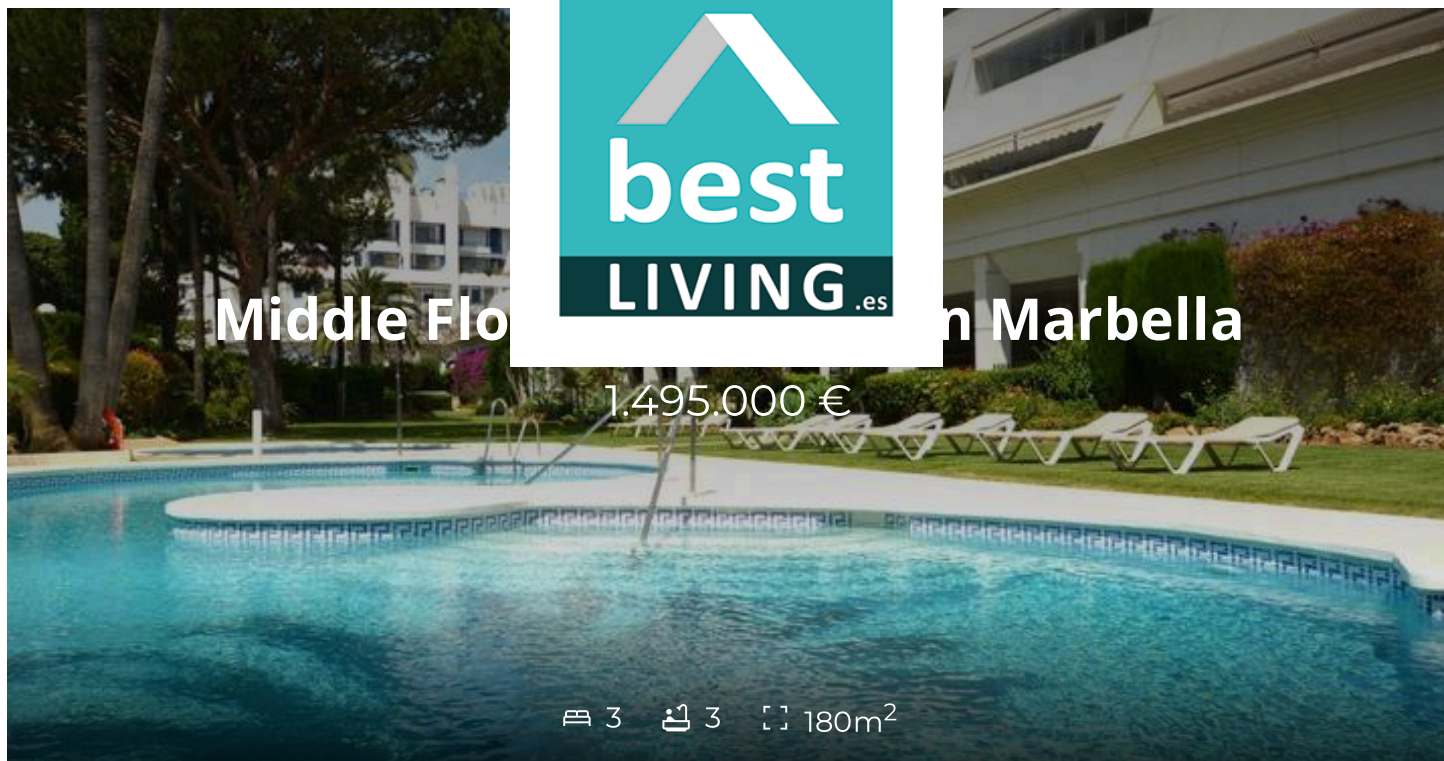 best
LIVING.es
Middle Flo n Marbella
1.495.000 €
3 3 180m²